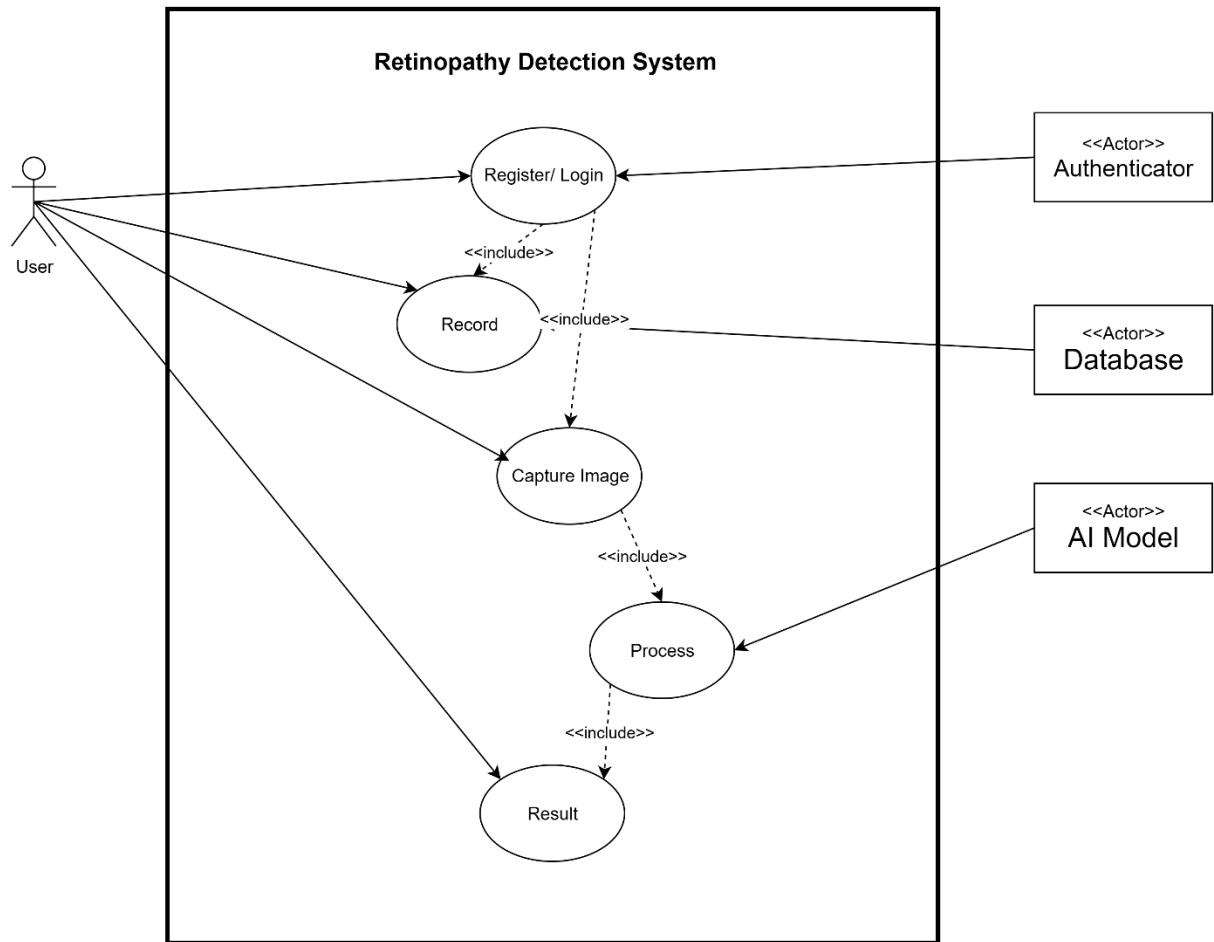 Retinopathy Detection System
Register/ Login
<<Actor>>
Authenticator
User
<<include>>
Record
<<include>>
<<Actor>>
Database
Capture Image
<<Actor>>
AI Model
<<include>>
Process
<<include>>
Result